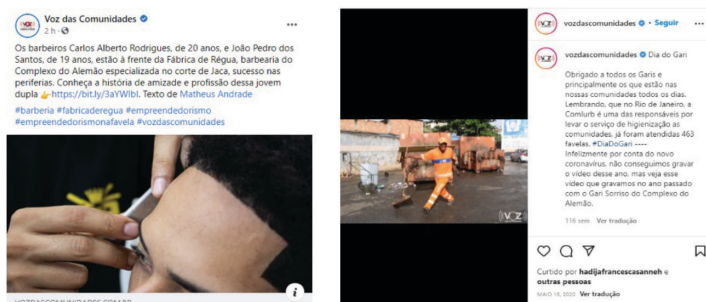 Voz das Comunidades
2 h ·
Os barbeiros Carlos Alberto Rodrigues, de 20 anos, e João Pedro dos
Santos, de 19 anos, estão à frente da Fábrica de Régua, barbearia do
Complexo do Alemão especializada no corte de Jaca, sucesso nas
periferias. Conheça a história de amizade e profissão dessa jovem
dupla 👉https://bit.ly/3aYWlbI. Texto de Matheus Andrade
#barberia #fabricaderegua #empreendedorismo
#empreendedorismonafavela #vozdascomunidades
VOZDASCOMUNIDADES.COM.BR
VOZ
vozdascomunidades • Seguir
vozdascomunidades Dia do Gari
Obrigado a todos os Garis e
principalmente os que estão nas
nossas comunidades todos os dias.
Lembrando, que no Rio de Janeiro, a
Comlurb é uma das responsáveis por
levar o serviço de higienização as
comunidades, já foram atendidas 463
favelas. #DiaDoGari ----
Infelizmente por conta do novo
coronavírus, não conseguimos gravar
o vídeo desse ano, mas veja esse
vídeo que gravamos no ano passado
com o Gari Sorriso do Complexo do
Alemão.
116 sem Ver tradução
Curtido por hadijafrancescasanneh e
outras pessoas
MAIO 16, 2020 Ver tradução